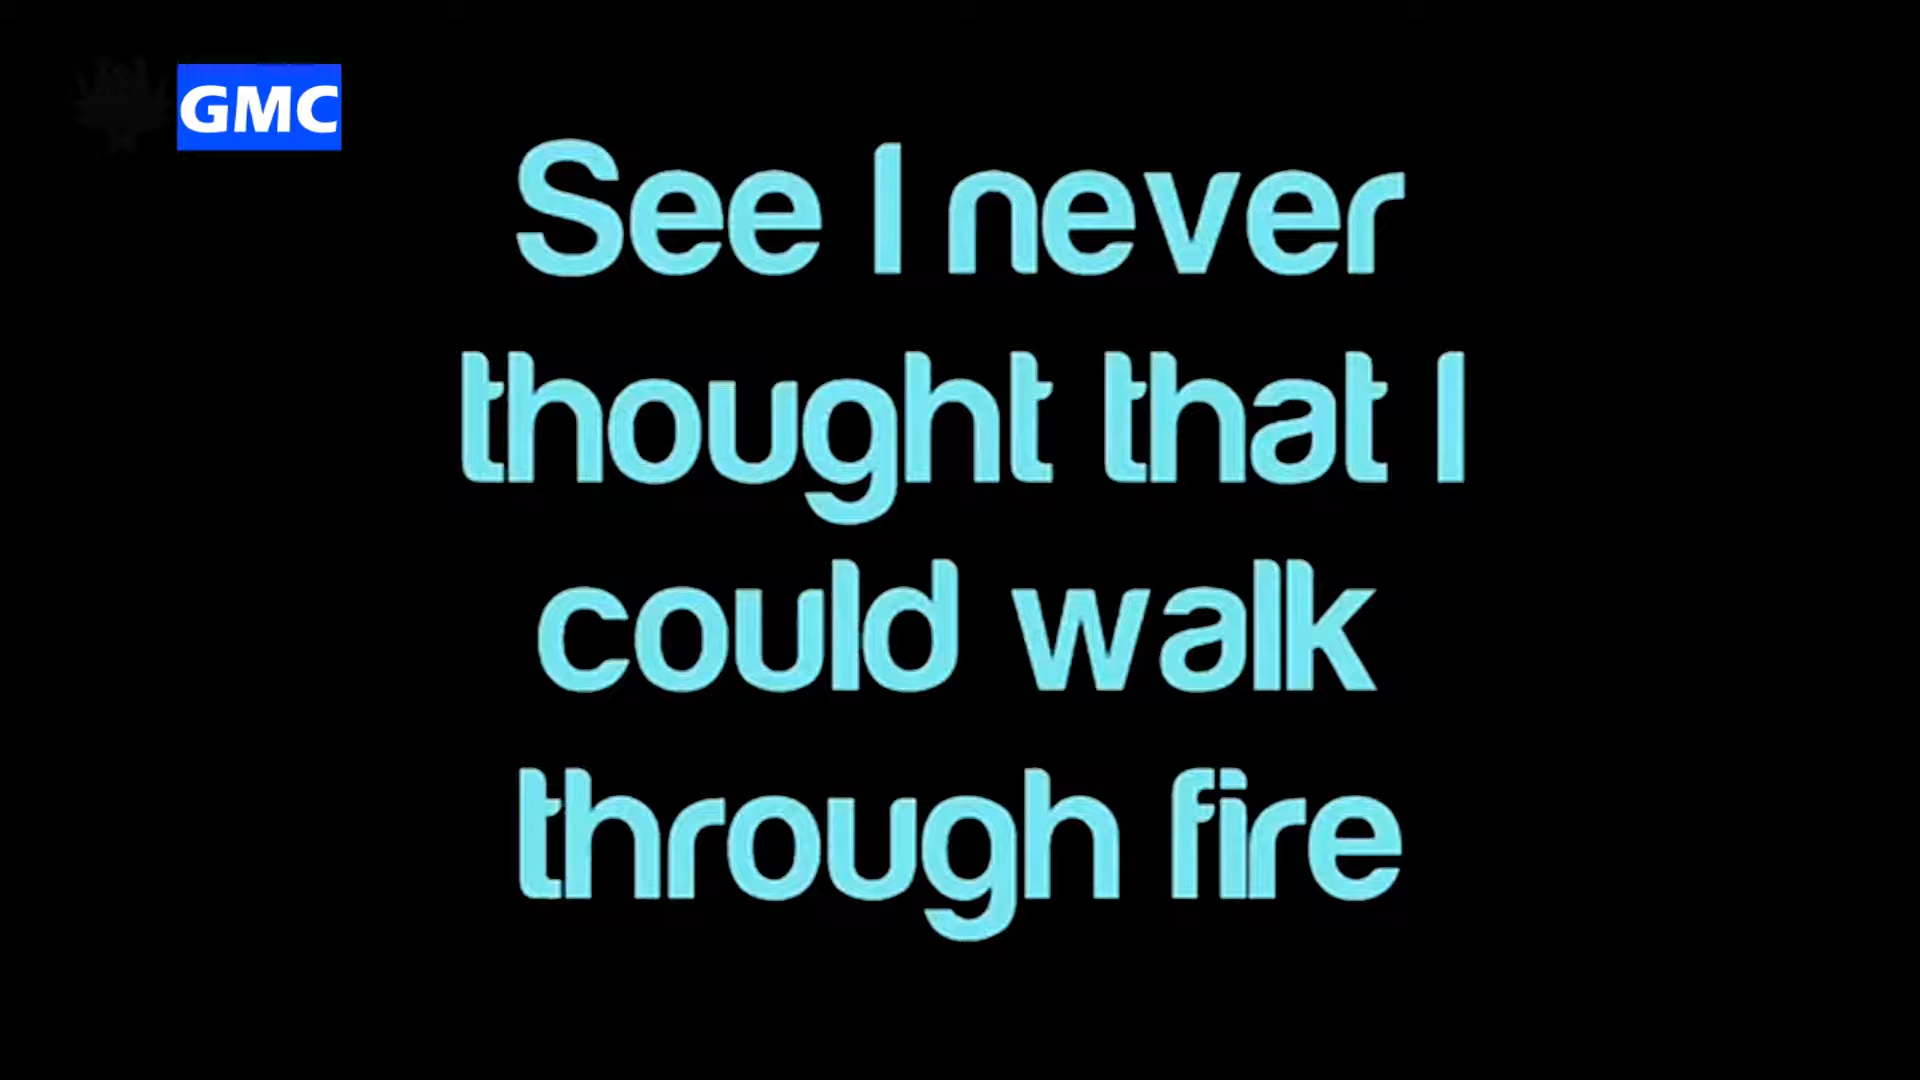 GMC
See I never
thought that I
could walk
through fire